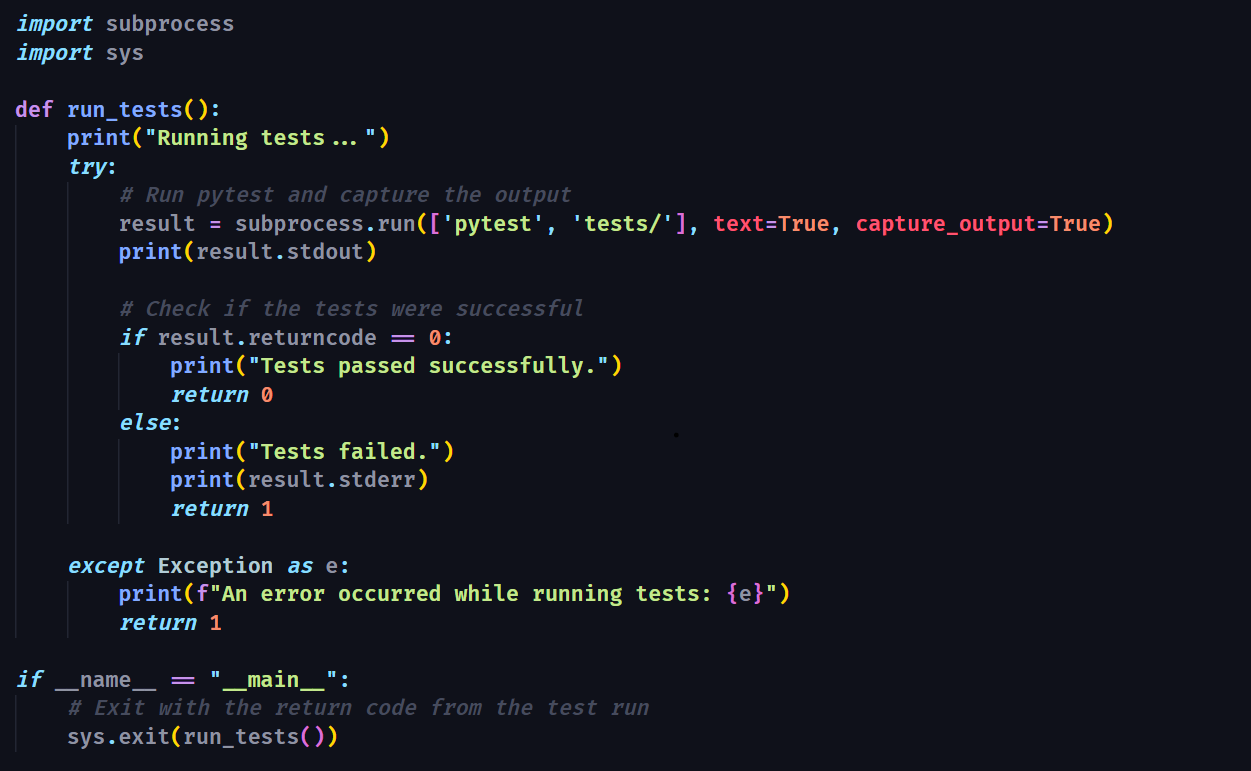 import subprocess
import sys

def run_tests():
    print("Running tests...")
    try:
        # Run pytest and capture the output
        result = subprocess.run(['pytest', 'tests/'], text=True, capture_output=True)
        print(result.stdout)

        # Check if the tests were successful
        if result.returncode == 0:
            print("Tests passed successfully.")
            return 0
        else:
            print("Tests failed.")
            print(result.stderr)
            return 1

    except Exception as e:
        print(f"An error occurred while running tests: {e}")
        return 1

if __name__ == "__main__":
    # Exit with the return code from the test run
    sys.exit(run_tests())